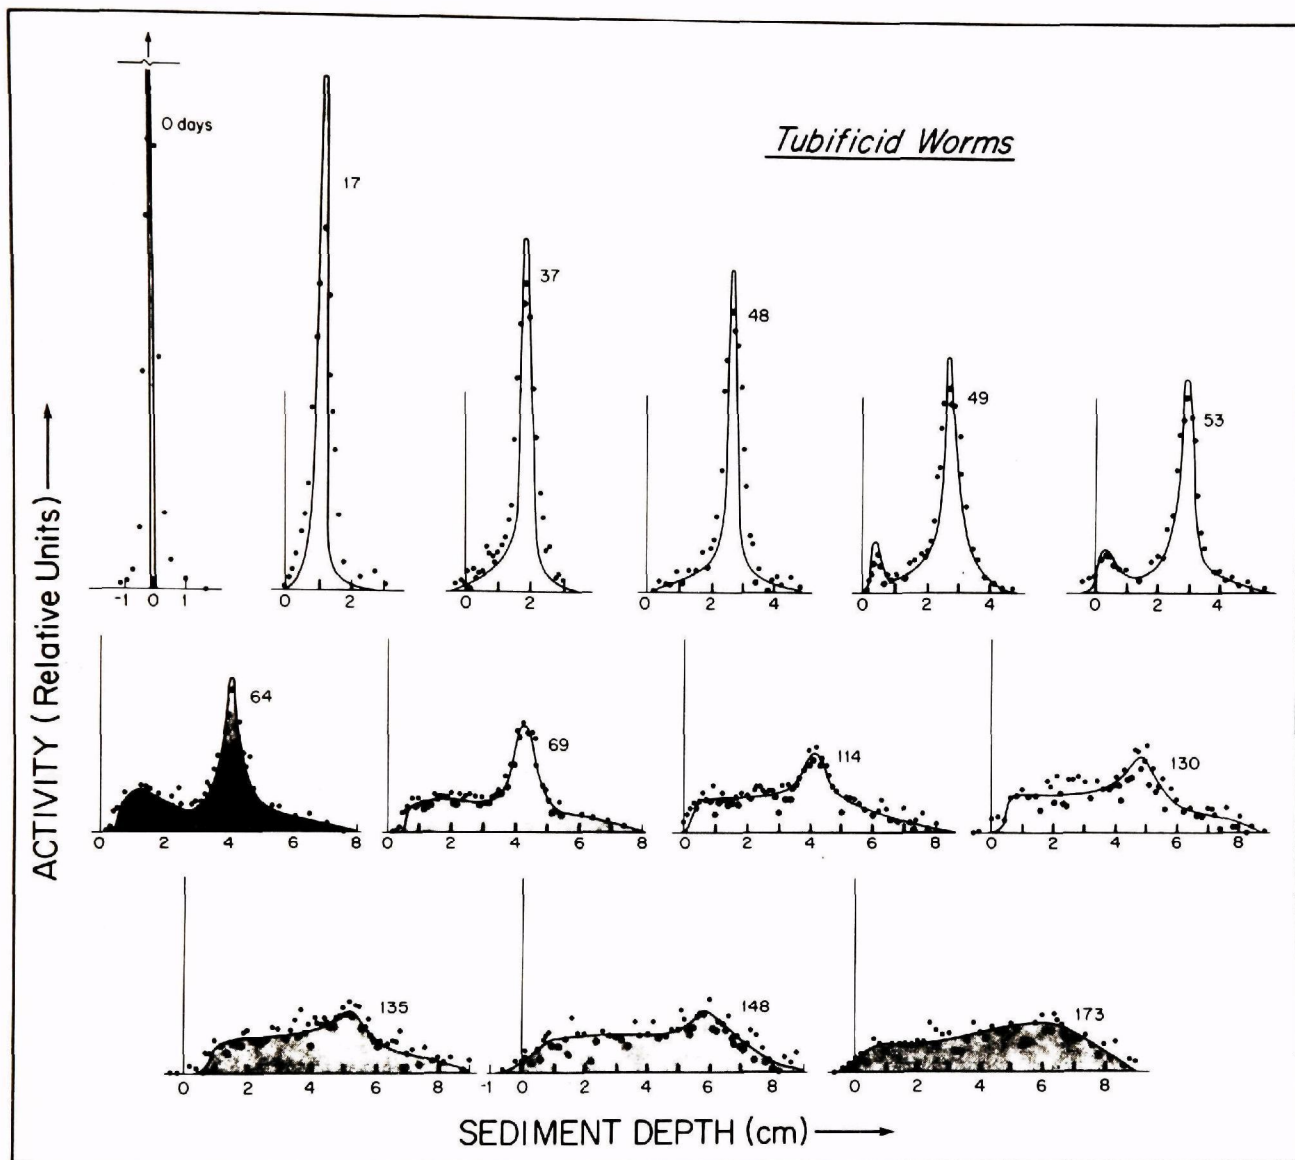 Tubificid Worms
0 days
17
37
48
49
53
-1 0 1
0 2
0 2
0 2 4
0 2 4
0 2 4
64
69
114
130
0 2 4 6 8
0 2 4 6 8
0 2 4 6 8
0 2 4 6 8
135
148
173
0 2 4 6 8
-1 0 2 4 6 8
0 2 4 6 8
ACTIVITY (Relative Units)
SEDIMENT DEPTH (cm)